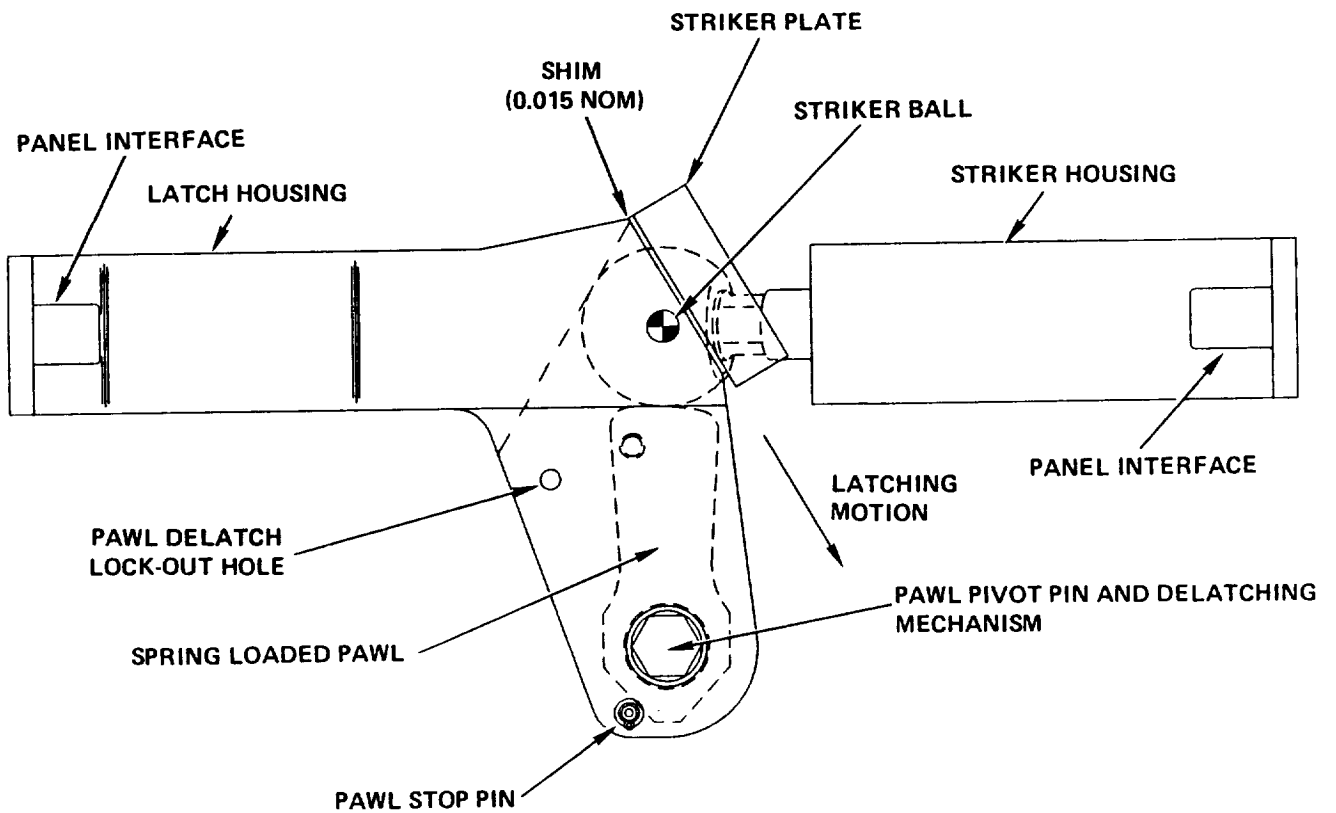 STRIKER PLATE
SHIM
(0.015 NOM)
STRIKER BALL
PANEL INTERFACE
STRIKER HOUSING
LATCH HOUSING
PANEL INTERFACE
LATCHING
MOTION
PAWL DELATCH
LOCK-OUT HOLE
PAWL PIVOT PIN AND DELATCHING
MECHANISM
SPRING LOADED PAWL
PAWL STOP PIN